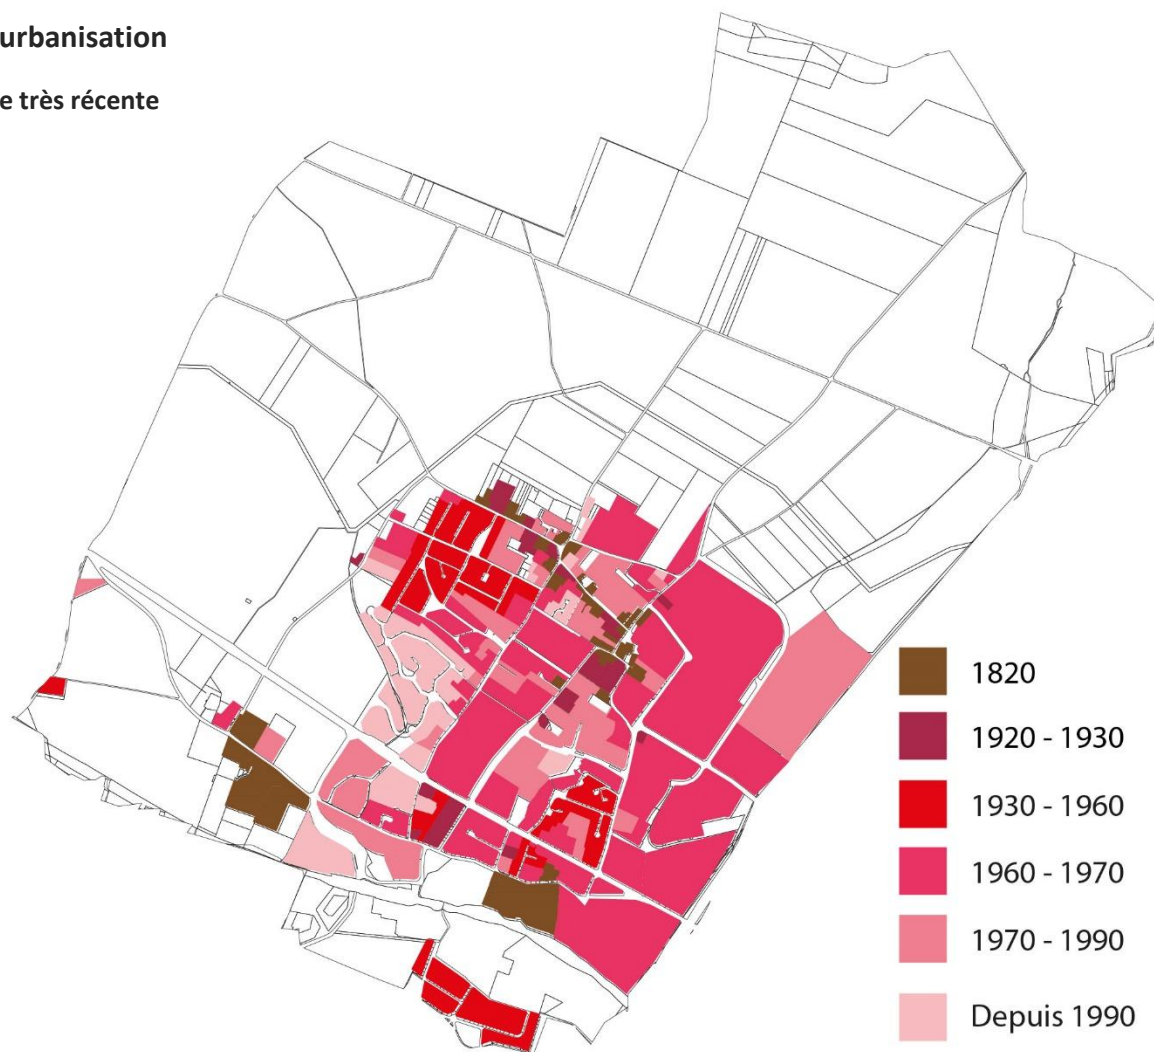 urbanisation
e très récente
1820
1920 - 1930
1930 - 1960
1960 - 1970
1970 - 1990
Depuis 1990